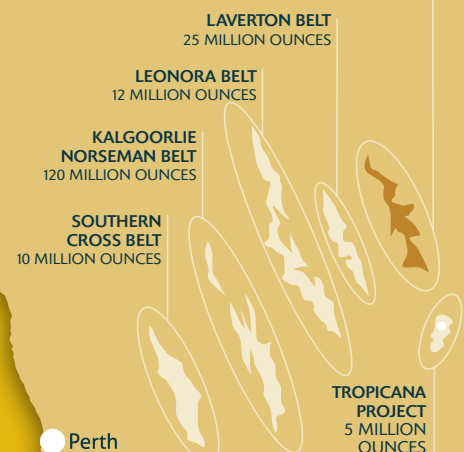 LAVERTON BELT
25 MILLION OUNCES
LEONORA BELT
12 MILLION OUNCES
KALGOORLIE
NORSEMAN BELT
120 MILLION OUNCES
SOUTHERN
CROSS BELT
10 MILLION OUNCES
TROPICANA
PROJECT
5 MILLION
OUNCES
Perth